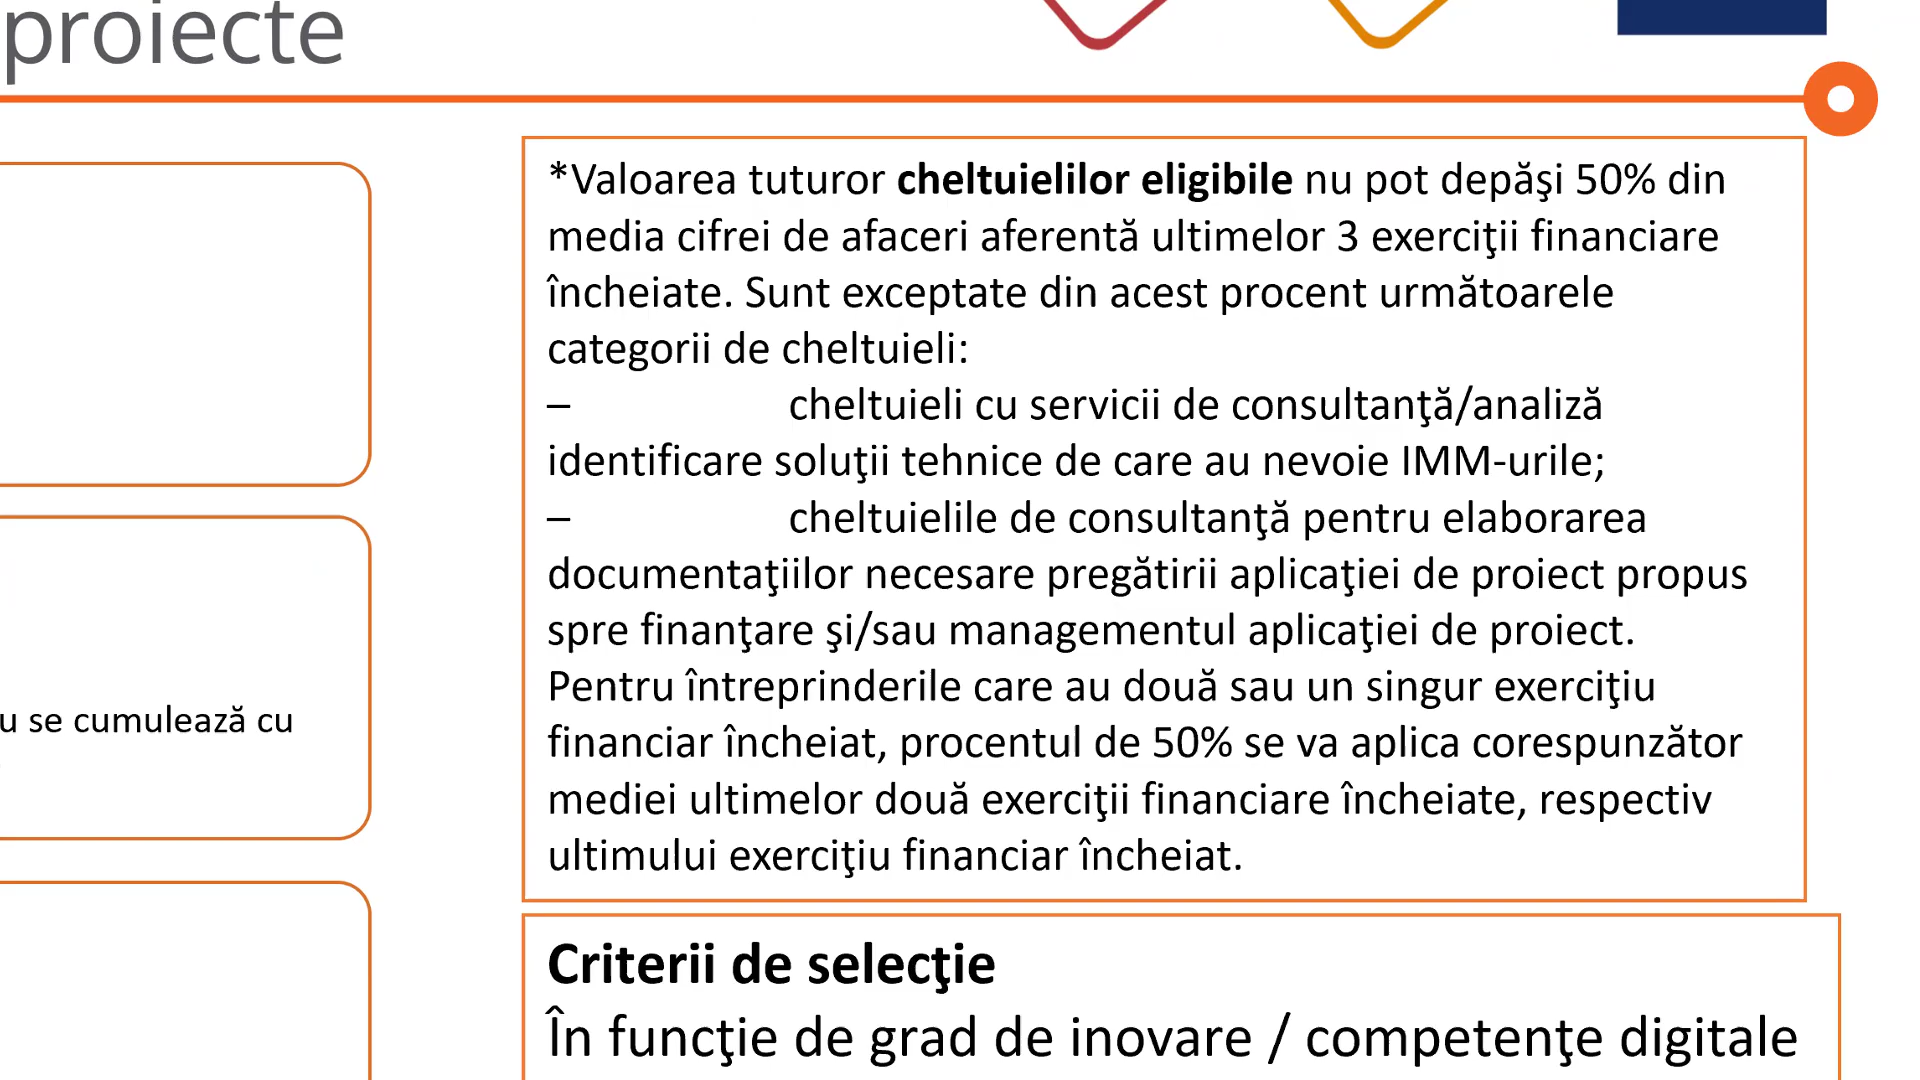 proiecte
*Valoarea tuturor cheltuielilor eligibile nu pot depăşi 50% din
media cifrei de afaceri aferentă ultimelor 3 exerciţii financiare
încheiate. Sunt exceptate din acest procent următoarele
categorii de cheltuieli:
– cheltuieli cu servicii de consultanţă/analiză
identificare soluţii tehnice de care au nevoie IMM-urile;
– cheltuielile de consultanţă pentru elaborarea
documentaţiilor necesare pregătirii aplicaţiei de proiect propus
spre finanţare şi/sau managementul aplicaţiei de proiect.
Pentru întreprinderile care au două sau un singur exerciţiu
financiar încheiat, procentul de 50% se va aplica corespunzător
mediei ultimelor două exerciţii financiare încheiate, respectiv
ultimului exerciţiu financiar încheiat.
u se cumulează cu
Criterii de selecţie
În funcţie de grad de inovare / competenţe digitale